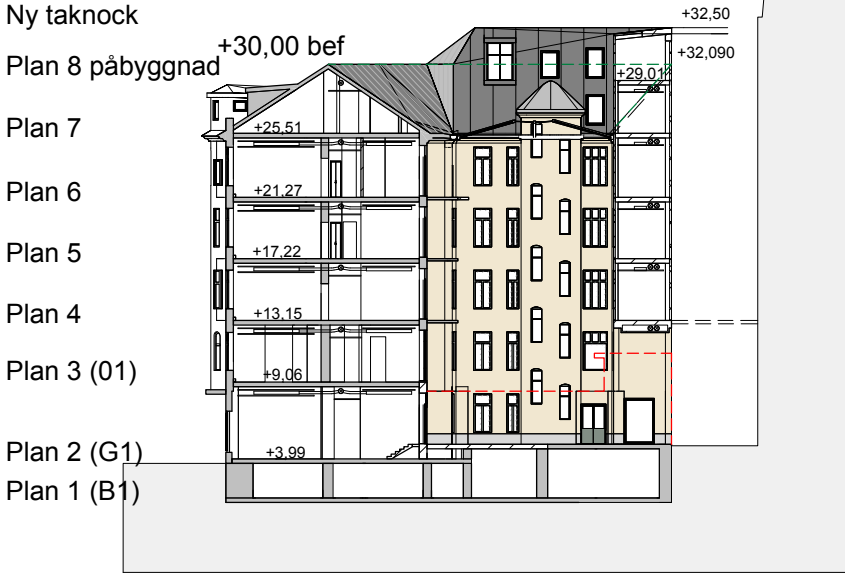 Ny taknock
+32,50
+30,00 bef
+32,090
Plan 8 påbyggnad
+29,01
Plan 7
+25,51
Plan 6
+21,27
Plan 5
+17,22
Plan 4
+13,15
Plan 3 (01)
+9,06
Plan 2 (G1)
+3,99
Plan 1 (B1)